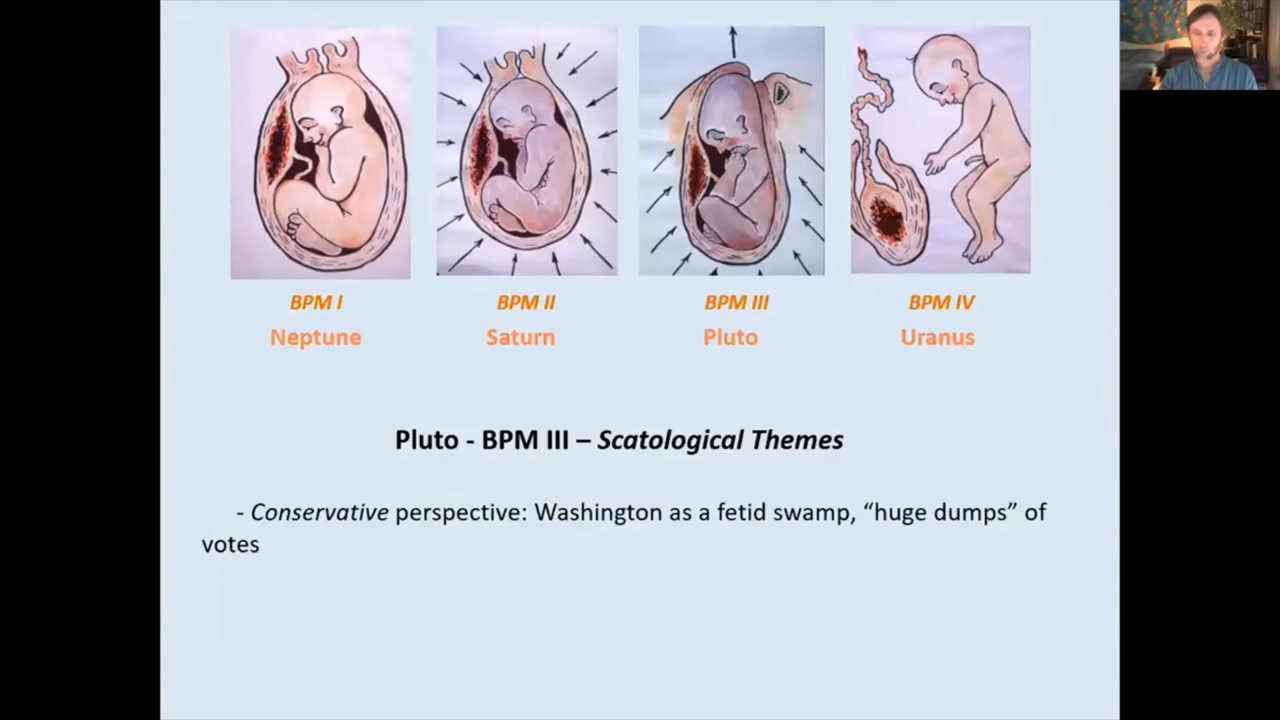 BPM I BPM II BPM III BPM IV
Neptune Saturn Pluto Uranus
Pluto - BPM III – Scatological Themes
- Conservative perspective: Washington as a fetid swamp, “huge dumps” of
votes